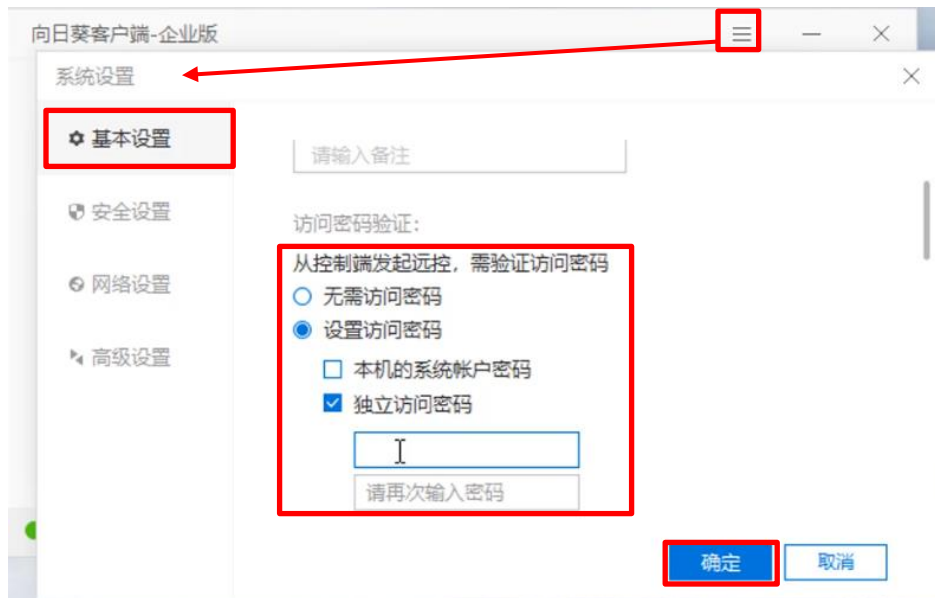 向日葵客户端-企业版
系统设置
基本设置
请输入备注
安全设置
访问密码验证：
从控制端发起远控，需验证访问密码
网络设置
无需访问密码
设置访问密码
高级设置
本机的系统帐户密码
独立访问密码
请再次输入密码
确定
取消